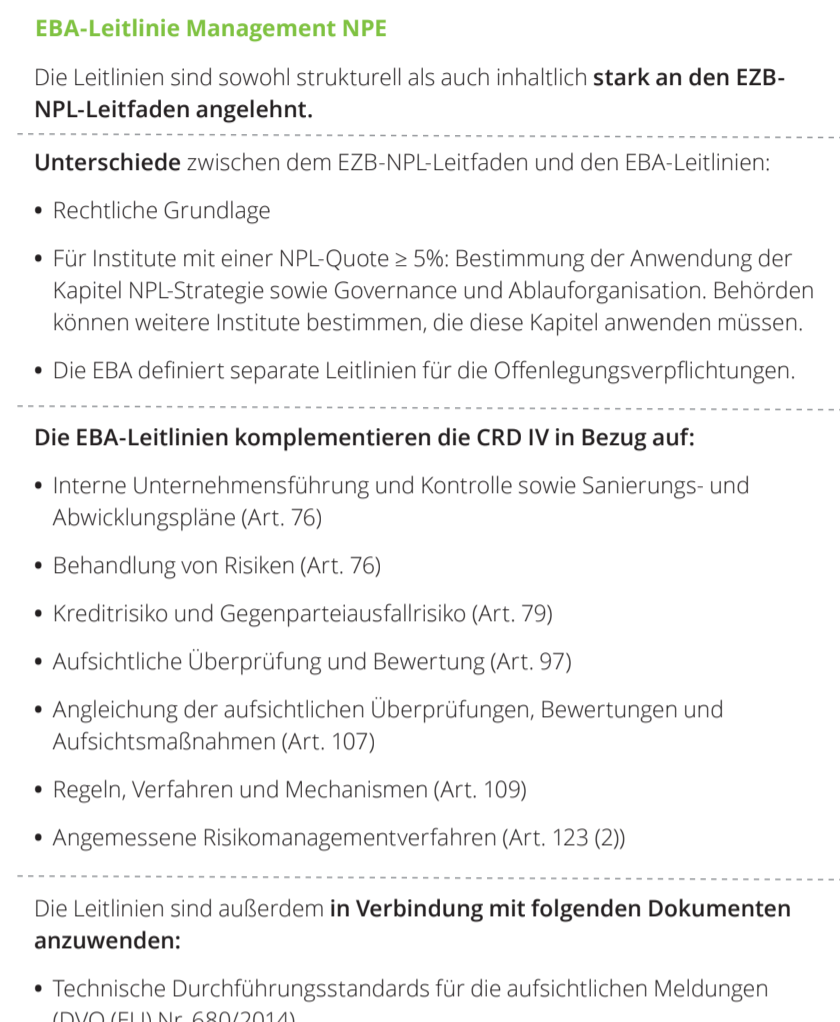 EBA-Leitlinie Management NPE
Die Leitlinien sind sowohl strukturell als auch inhaltlich stark an den EZB-
NPL-Leitfaden angelehnt.
Unterschiede zwischen dem EZB-NPL-Leitfaden und den EBA-Leitlinien:
• Rechtliche Grundlage
• Für Institute mit einer NPL-Quote ≥ 5%: Bestimmung der Anwendung der
Kapitel NPL-Strategie sowie Governance und Ablauforganisation. Behörden
können weitere Institute bestimmen, die diese Kapitel anwenden müssen.
• Die EBA definiert separate Leitlinien für die Offenlegungsverpflichtungen.
Die EBA-Leitlinien komplementieren die CRD IV in Bezug auf:
• Interne Unternehmensführung und Kontrolle sowie Sanierungs- und
Abwicklungspläne (Art. 76)
• Behandlung von Risiken (Art. 76)
• Kreditrisiko und Gegenparteiausfallrisiko (Art. 79)
• Aufsichtliche Überprüfung und Bewertung (Art. 97)
• Angleichung der aufsichtlichen Überprüfungen, Bewertungen und
Aufsichtsmaßnahmen (Art. 107)
• Regeln, Verfahren und Mechanismen (Art. 109)
• Angemessene Risikomanagementverfahren (Art. 123 (2))
Die Leitlinien sind außerdem in Verbindung mit folgenden Dokumenten
anzuwenden:
• Technische Durchführungsstandards für die aufsichtlichen Meldungen
(DVO (EU) Nr. 680/2014)